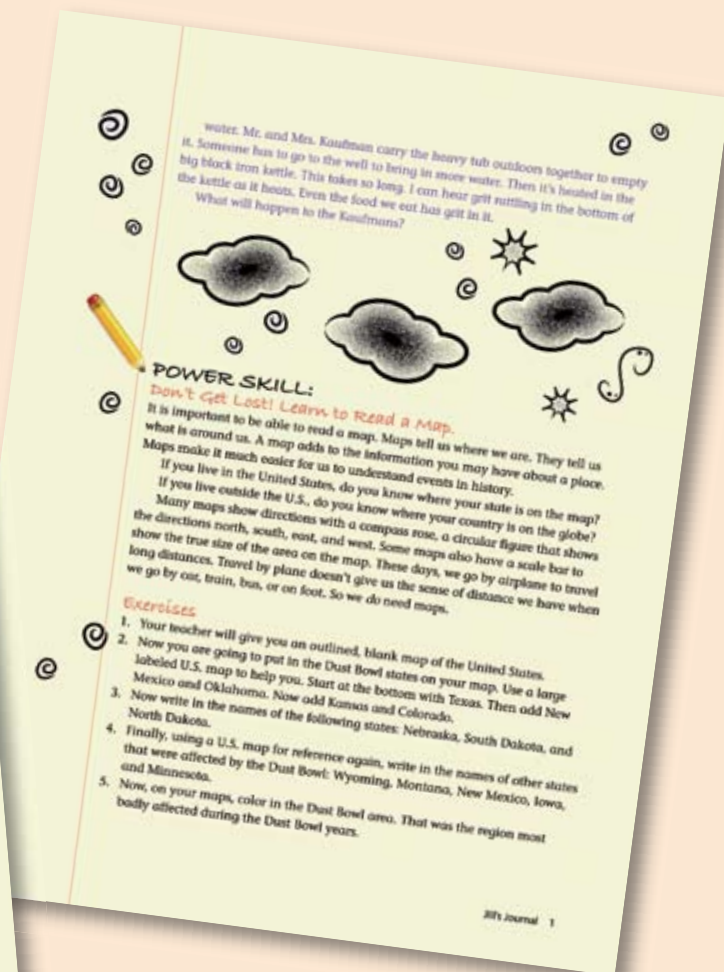 water. Mr. and Mrs. Kaufman carry the heavy tub outdoors together to empty
it. Someone has to go to the well to bring in more water. Then it's heated in the
big black iron kettle. This takes so long. I can hear grit rattling in the bottom of
the kettle as it heats. Even the food we eat has grit in it.
What will happen to the Kaufmans?
POWER SKILL:
Don't Get Lost! Learn to Read a Map.
It is important to be able to read a map. Maps tell us where we are. They tell us
what is around us. A map adds to the information you may have about a place.
Maps make it much easier for us to understand events in history.
If you live in the United States, do you know where your state is on the map?
If you live outside the U.S., do you know where your country is on the globe?
Many maps show directions with a compass rose, a circular figure that shows
the directions north, south, east, and west. Some maps also have a scale bar to
show the true size of the area on the map. These days, we go by airplane to travel
long distances. Travel by plane doesn't give us the sense of distance we have when
we go by car, train, bus, or on foot. So we do need maps.
Exercises
1. Your teacher will give you an outlined, blank map of the United States.
2. Now you are going to put in the Dust Bowl states on your map. Use a large
labeled U.S. map to help you. Start at the bottom with Texas. Then add New
Mexico and Oklahoma. Now add Kansas and Colorado.
3. Now write in the names of the following states: Nebraska, South Dakota, and
North Dakota.
4. Finally, using a U.S. map for reference again, write in the names of other states
that were affected by the Dust Bowl: Wyoming, Montana, New Mexico, Iowa,
and Minnesota.
5. Now, on your maps, color in the Dust Bowl area. That was the region most
badly affected during the Dust Bowl years.
Jill's Journal 1